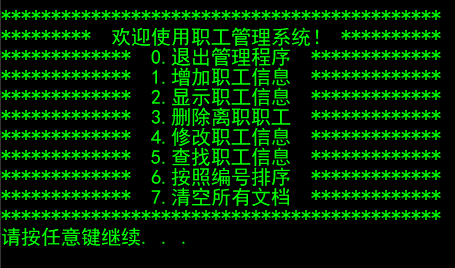 ********************************************
*********  欢迎使用职工管理系统! **********
*************  0.退出管理程序  *************
*************  1.增加职工信息  *************
*************  2.显示职工信息  *************
*************  3.删除离职职工  *************
*************  4.修改职工信息  *************
*************  5.查找职工信息  *************
*************  6.按照编号排序  *************
*************  7.清空所有文档  *************
********************************************
请按任意键继续. . .